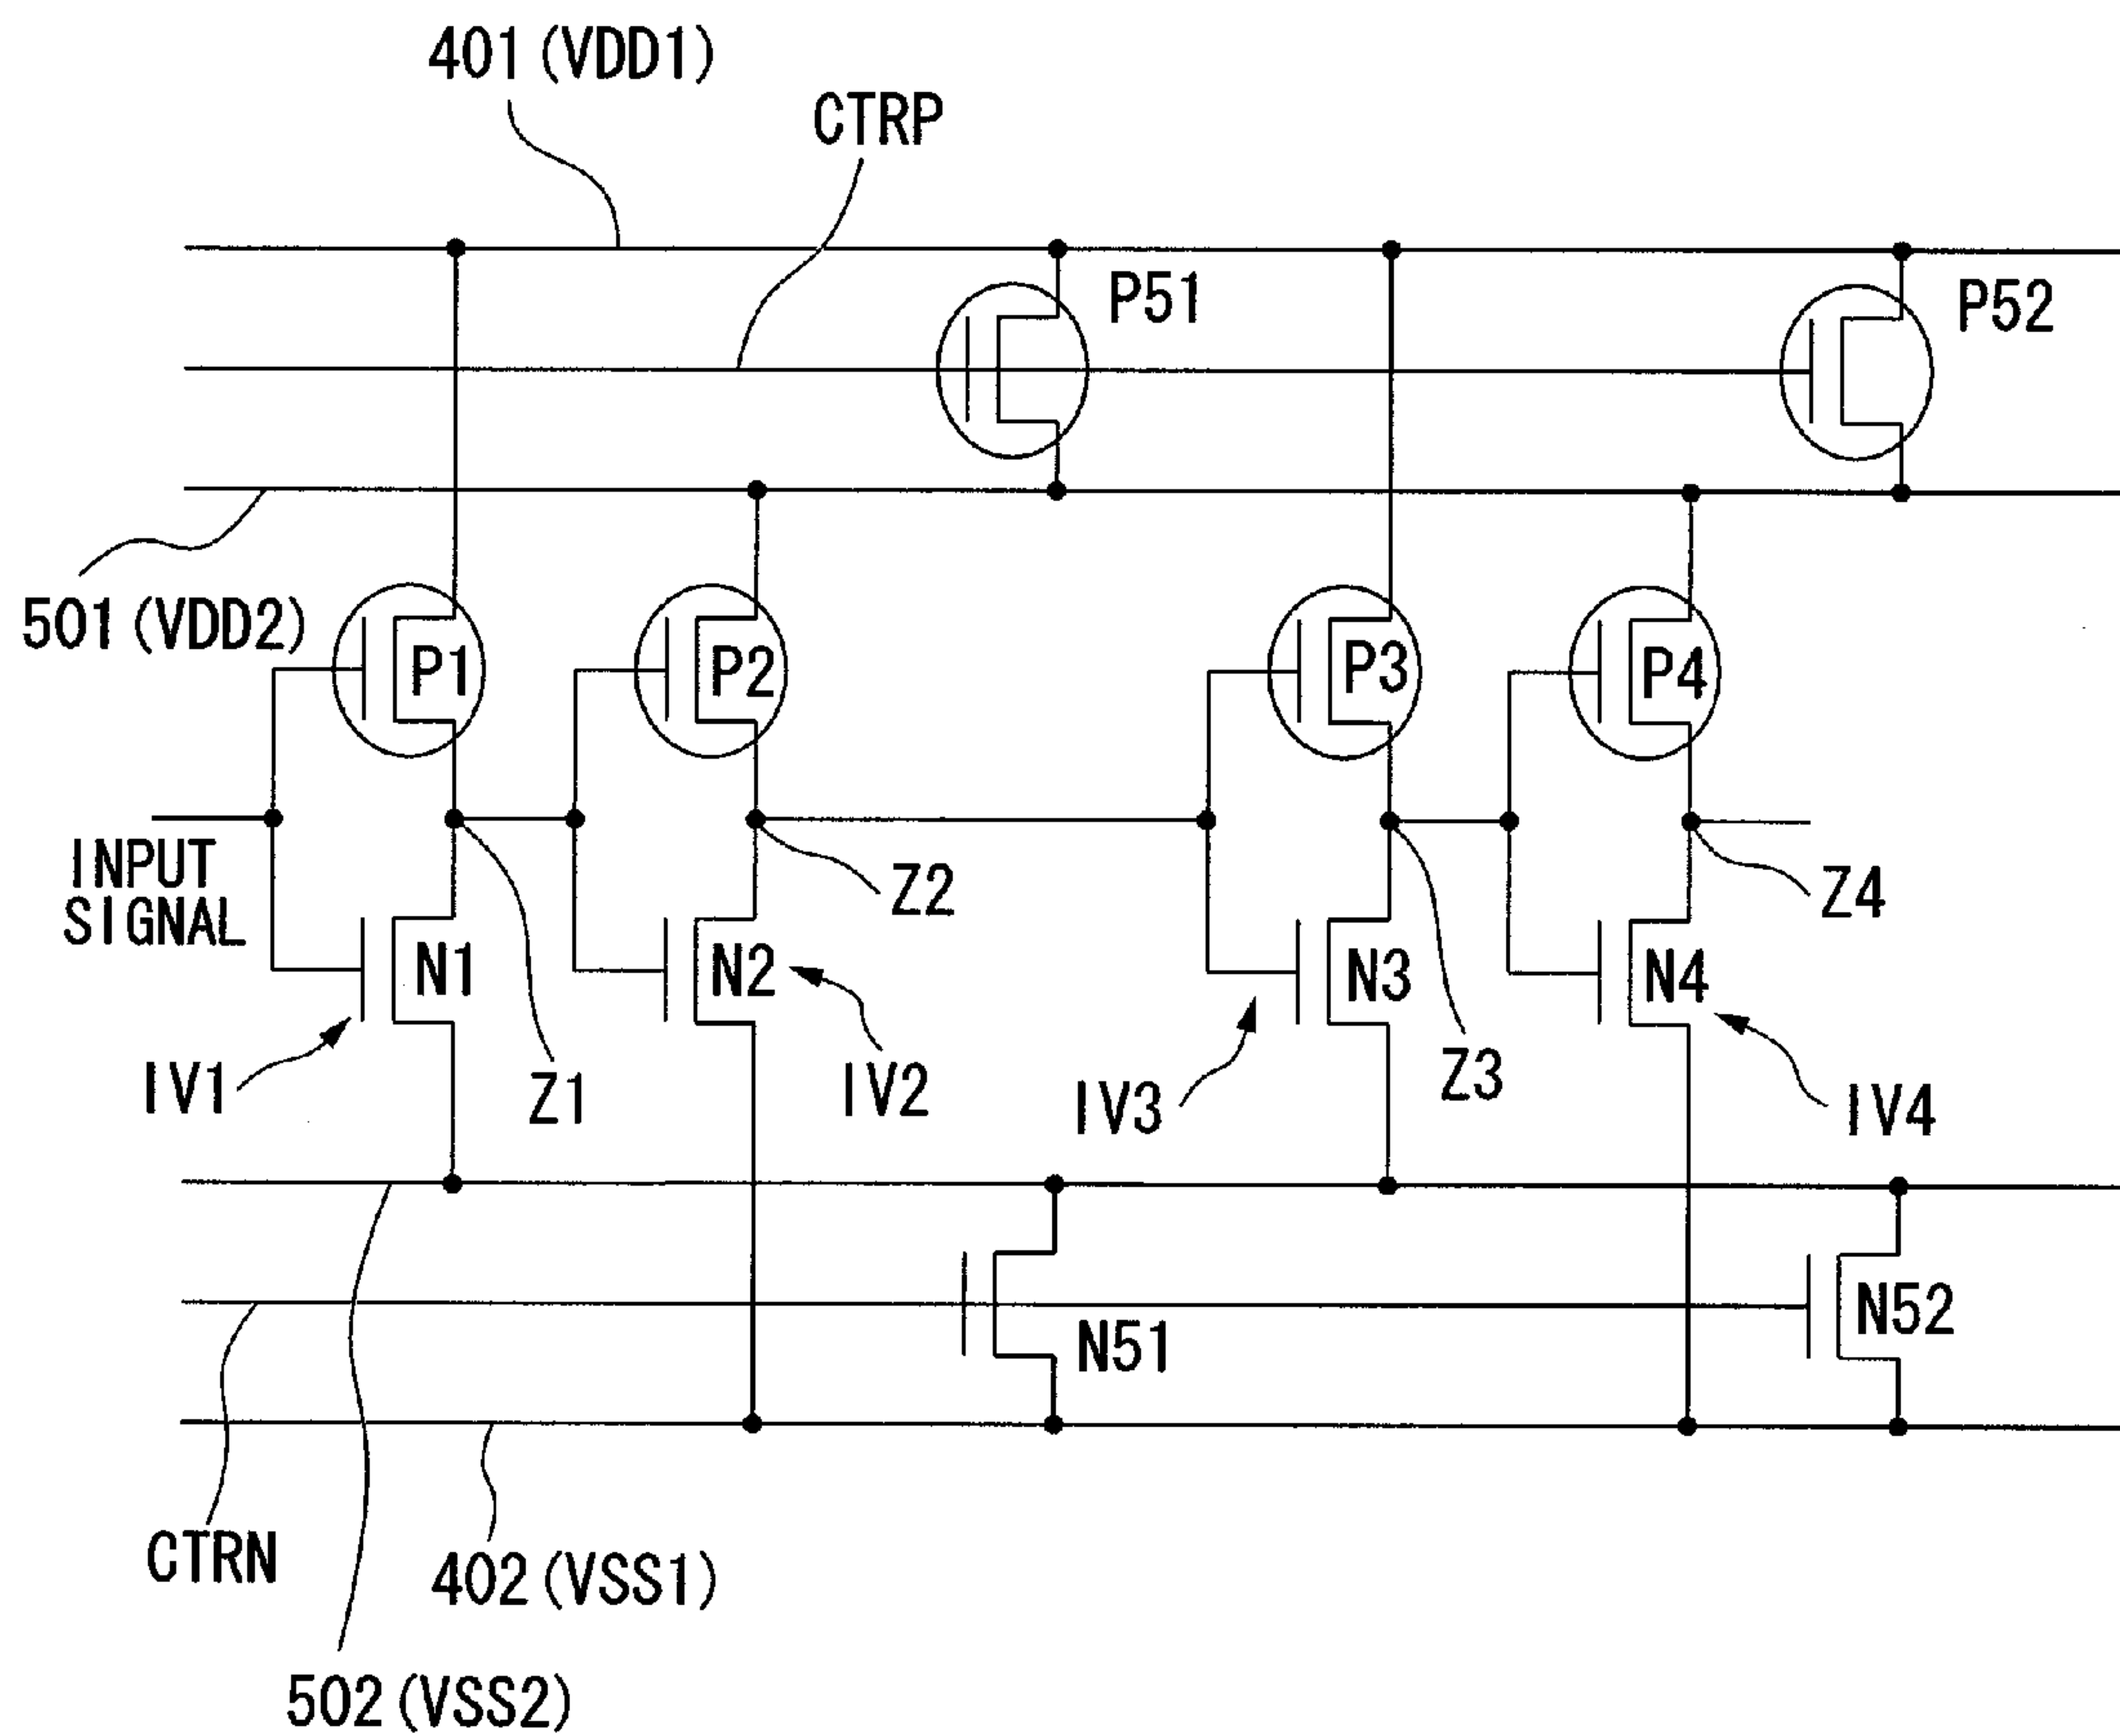 401(VDD1)
CTRP
P51
P52
501(VDD2)
P1
P2
P3
P4
INPUT
SIGNAL
Z2
Z4
N1
N2
N3
N4
IV1
Z1
IV2
IV3
Z3
IV4
N51
N52
CTRN
402(VSS1)
502(VSS2)